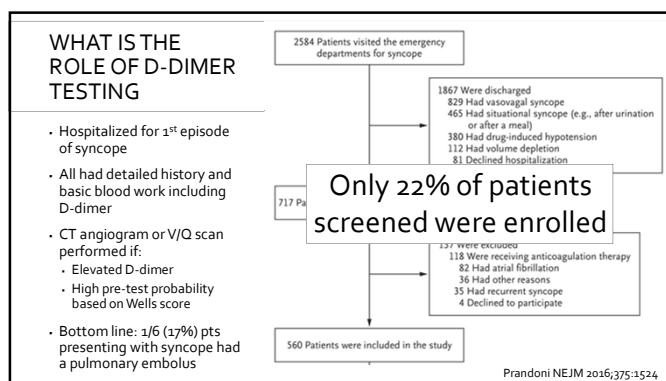 WHAT IS THE
ROLE OF D-DIMER
TESTING
• Hospitalized for 1st episode
of syncope
• All had detailed history and
basic blood work including
D-dimer
• CT angiogram or V/Q scan
performed if:
• Elevated D-dimer
• High pre-test probability
based on Wells score
• Bottom line: 1/6 (17%) pts
presenting with syncope had
a pulmonary embolus
2584 Patients visited the emergency
departments for syncope
1867 Were discharged
829 Had vasovagal syncope
465 Had situational syncope (e.g., after urination
or after a meal)
380 Had drug-induced hypotension
112 Had volume depletion
81 Declined hospitalization
717 Pa
Only 22% of patients
screened were enrolled
157 Were excluded
118 Were receiving anticoagulation therapy
82 Had atrial fibrillation
36 Had other reasons
35 Had recurrent syncope
4 Declined to participate
560 Patients were included in the study
Prandoni NEJM 2016;375:1524